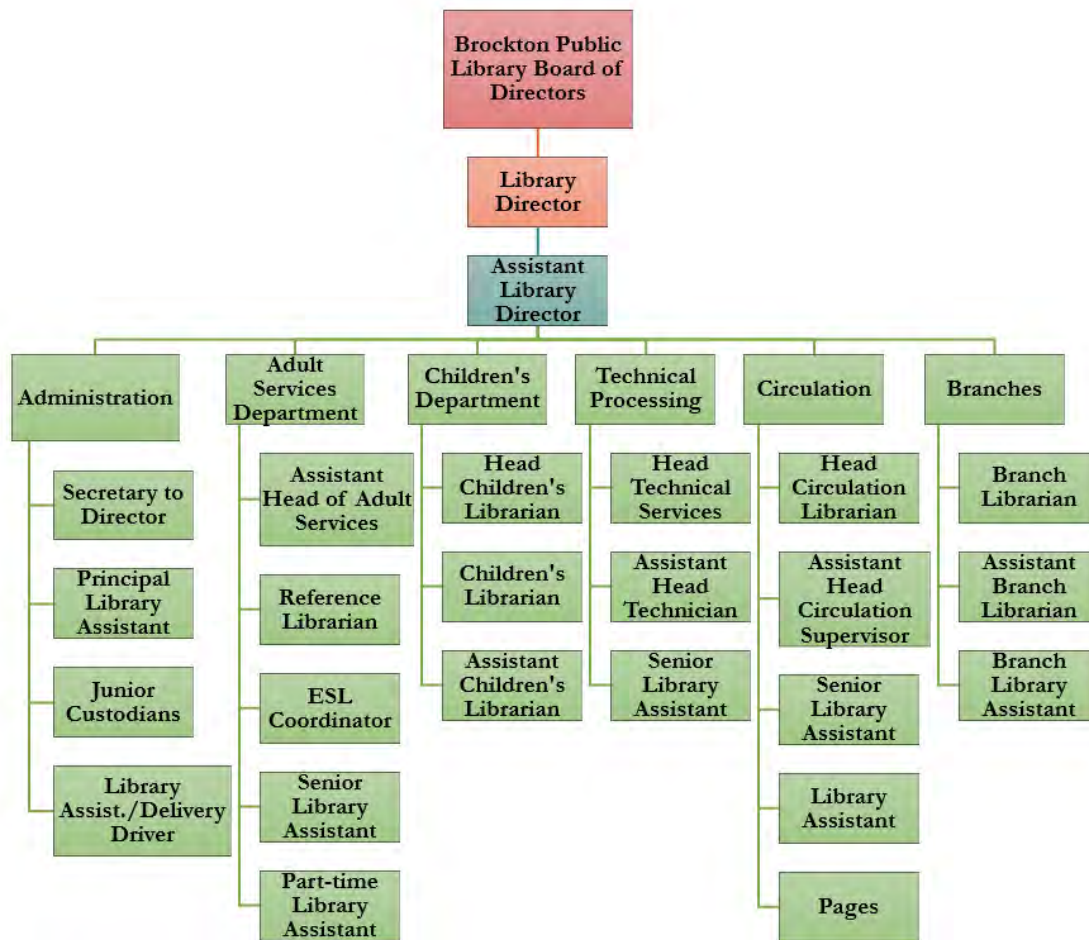 Brockton Public
Library Board of
Directors
Library
Director
Assistant
Library
Director
Administration
Secretary to
Director
Principal
Library
Assistant
Junior
Custodians
Library
Assist./Delivery
Driver
Adult
Services
Department
Assistant
Head of Adult
Services
Reference
Librarian
ESL
Coordinator
Senior
Library
Assistant
Part-time
Library
Assistant
Children's
Department
Head
Children's
Librarian
Children's
Librarian
Assistant
Children's
Librarian
Technical
Processing
Head
Technical
Services
Assistant
Head
Technician
Senior
Library
Assistant
Circulation
Head
Circulation
Librarian
Assistant
Head
Circulation
Supervisor
Senior
Library
Assistant
Library
Assistant
Pages
Branches
Branch
Librarian
Assistant
Branch
Librarian
Branch
Library
Assistant